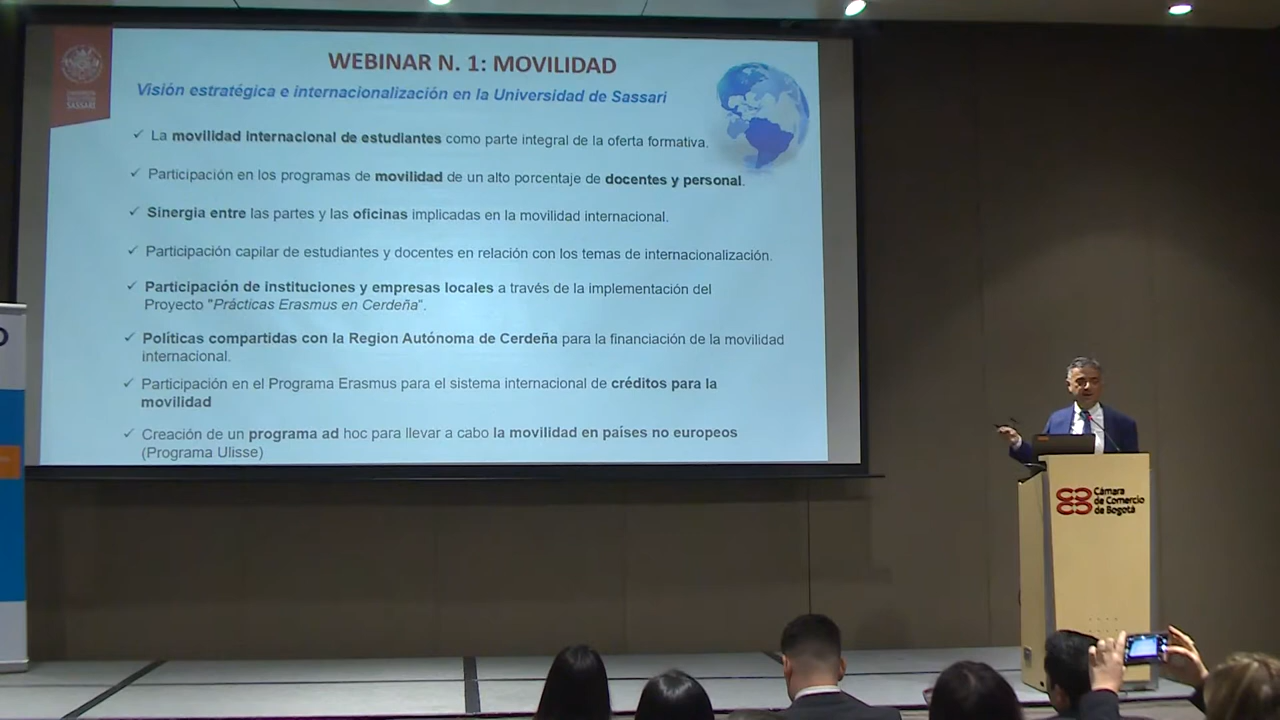 WEBINAR N. 1: MOVILIDAD
Visión estratégica e internacionalización en la Universidad de Sassari
✓ La movilidad internacional de estudiantes como parte integral de la oferta formativa.
✓ Participación en los programas de movilidad de un alto porcentaje de docentes y personal.
✓ Sinergia entre las partes y las oficinas implicadas en la movilidad internacional.
✓ Participación capilar de estudiantes y docentes en relación con los temas de internacionalización.
✓ Participación de instituciones y empresas locales a través de la implementación del
Proyecto "Prácticas Erasmus en Cerdeña".
✓ Políticas compartidas con la Region Autónoma de Cerdeña para la financiación de la movilidad
internacional.
✓ Participación en el Programa Erasmus para el sistema internacional de créditos para la
movilidad
✓ Creación de un programa ad hoc para llevar a cabo la movilidad en países no europeos
(Programa Ulisse)
SASSARI
Cámara
de Comercio
de Bogotá